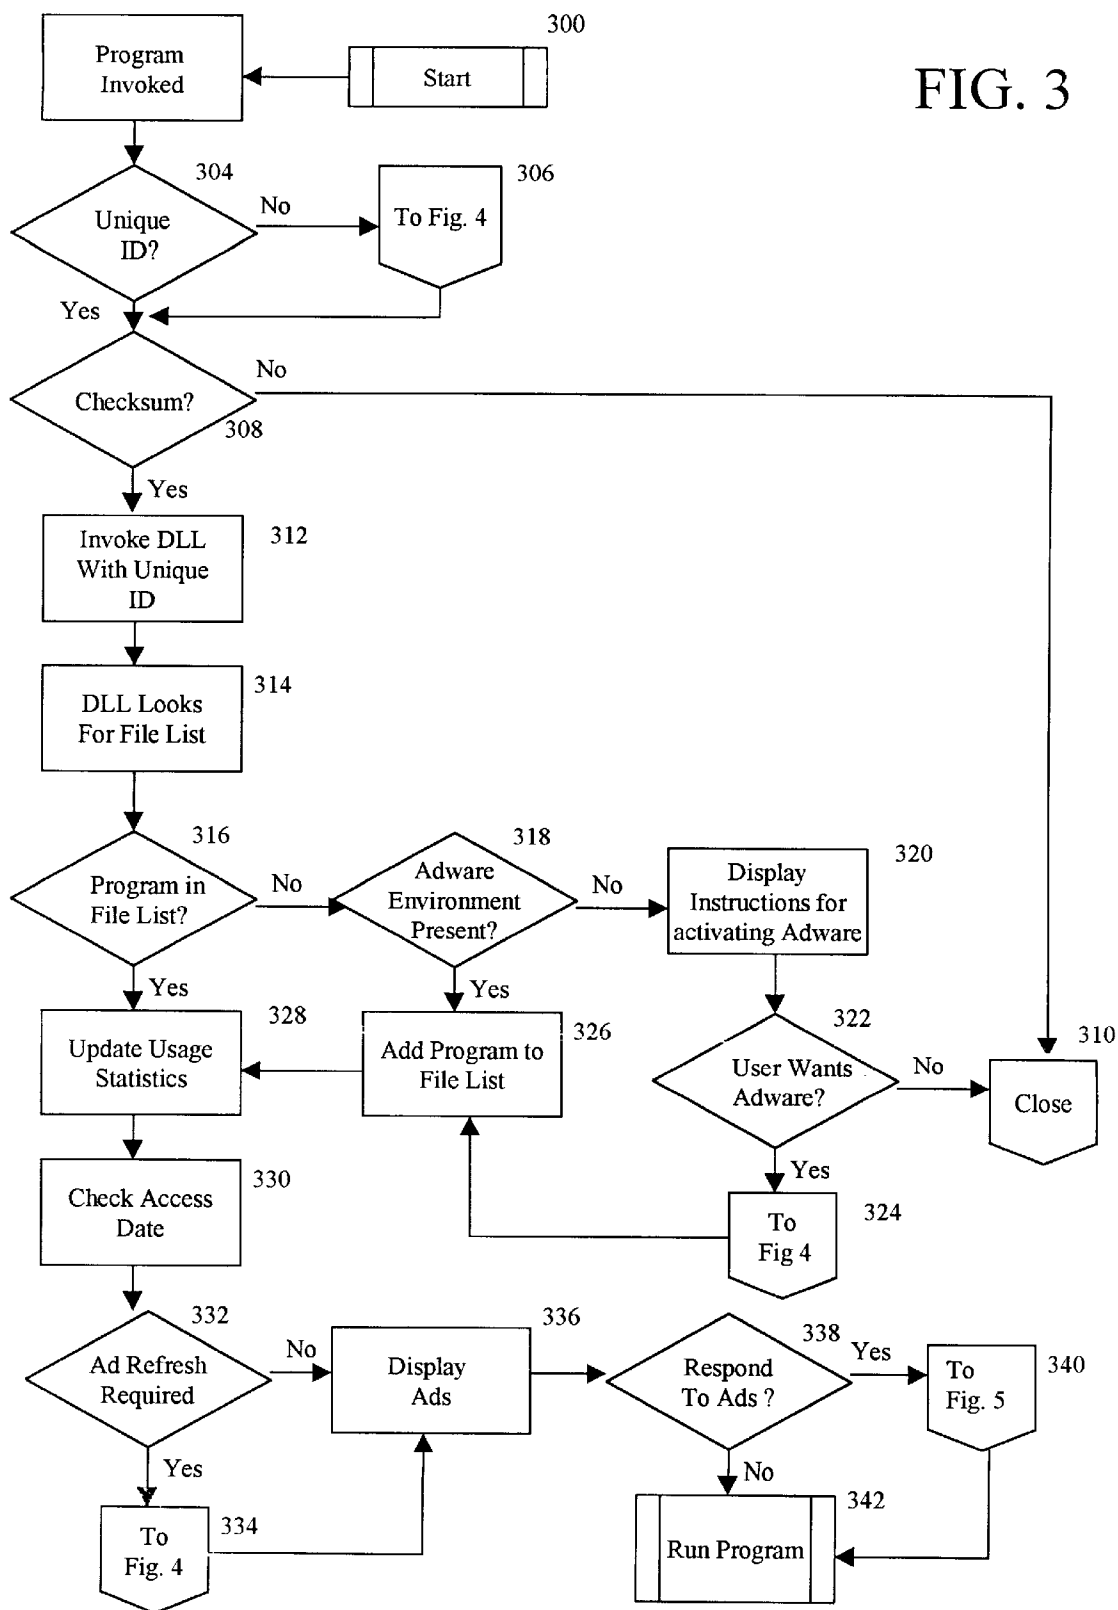 300
Program
Invoked
Start
FIG. 3
304
306
Unique
ID?
No
To Fig. 4
Yes
No
Checksum?
308
Yes
Invoke DLL
With Unique
ID
312
314
DLL Looks
For File List
316
318
320
Program in
File List?
No
Adware
Environment
Present?
No
Display
Instructions for
activating Adware
Yes
Yes
328
326
322
310
Update Usage
Statistics
Add Program to
File List
User Wants
Adware?
No
Close
330
Yes
Check Access
Date
To
Fig 4
324
332
336
338
340
Ad Refresh
Required
No
Display
Ads
Respond
To Ads ?
Yes
To
Fig. 5
Yes
No
334
342
To
Fig. 4
Run Program